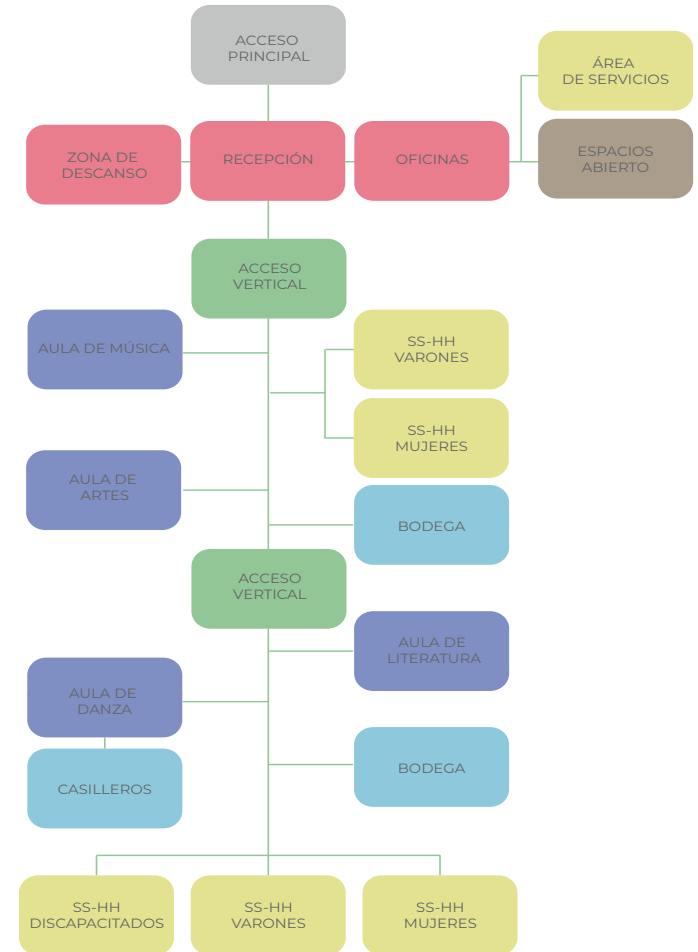 ACCESO
PRINCIPAL
ÁREA
DE SERVICIOS
ZONA DE
DESCANSO
RECEPCIÓN
OFICINAS
ESPACIOS
ABIERTO
ACCESO
VERTICAL
AULA DE MÚSICA
SS-HH
VARONES
SS-HH
MUJERES
AULA DE
ARTES
BODEGA
ACCESO
VERTICAL
AULA DE
LITERATURA
AULA DE
DANZA
BODEGA
CASILLEROS
SS-HH
DISCAPACITADOS
SS-HH
VARONES
SS-HH
MUJERES